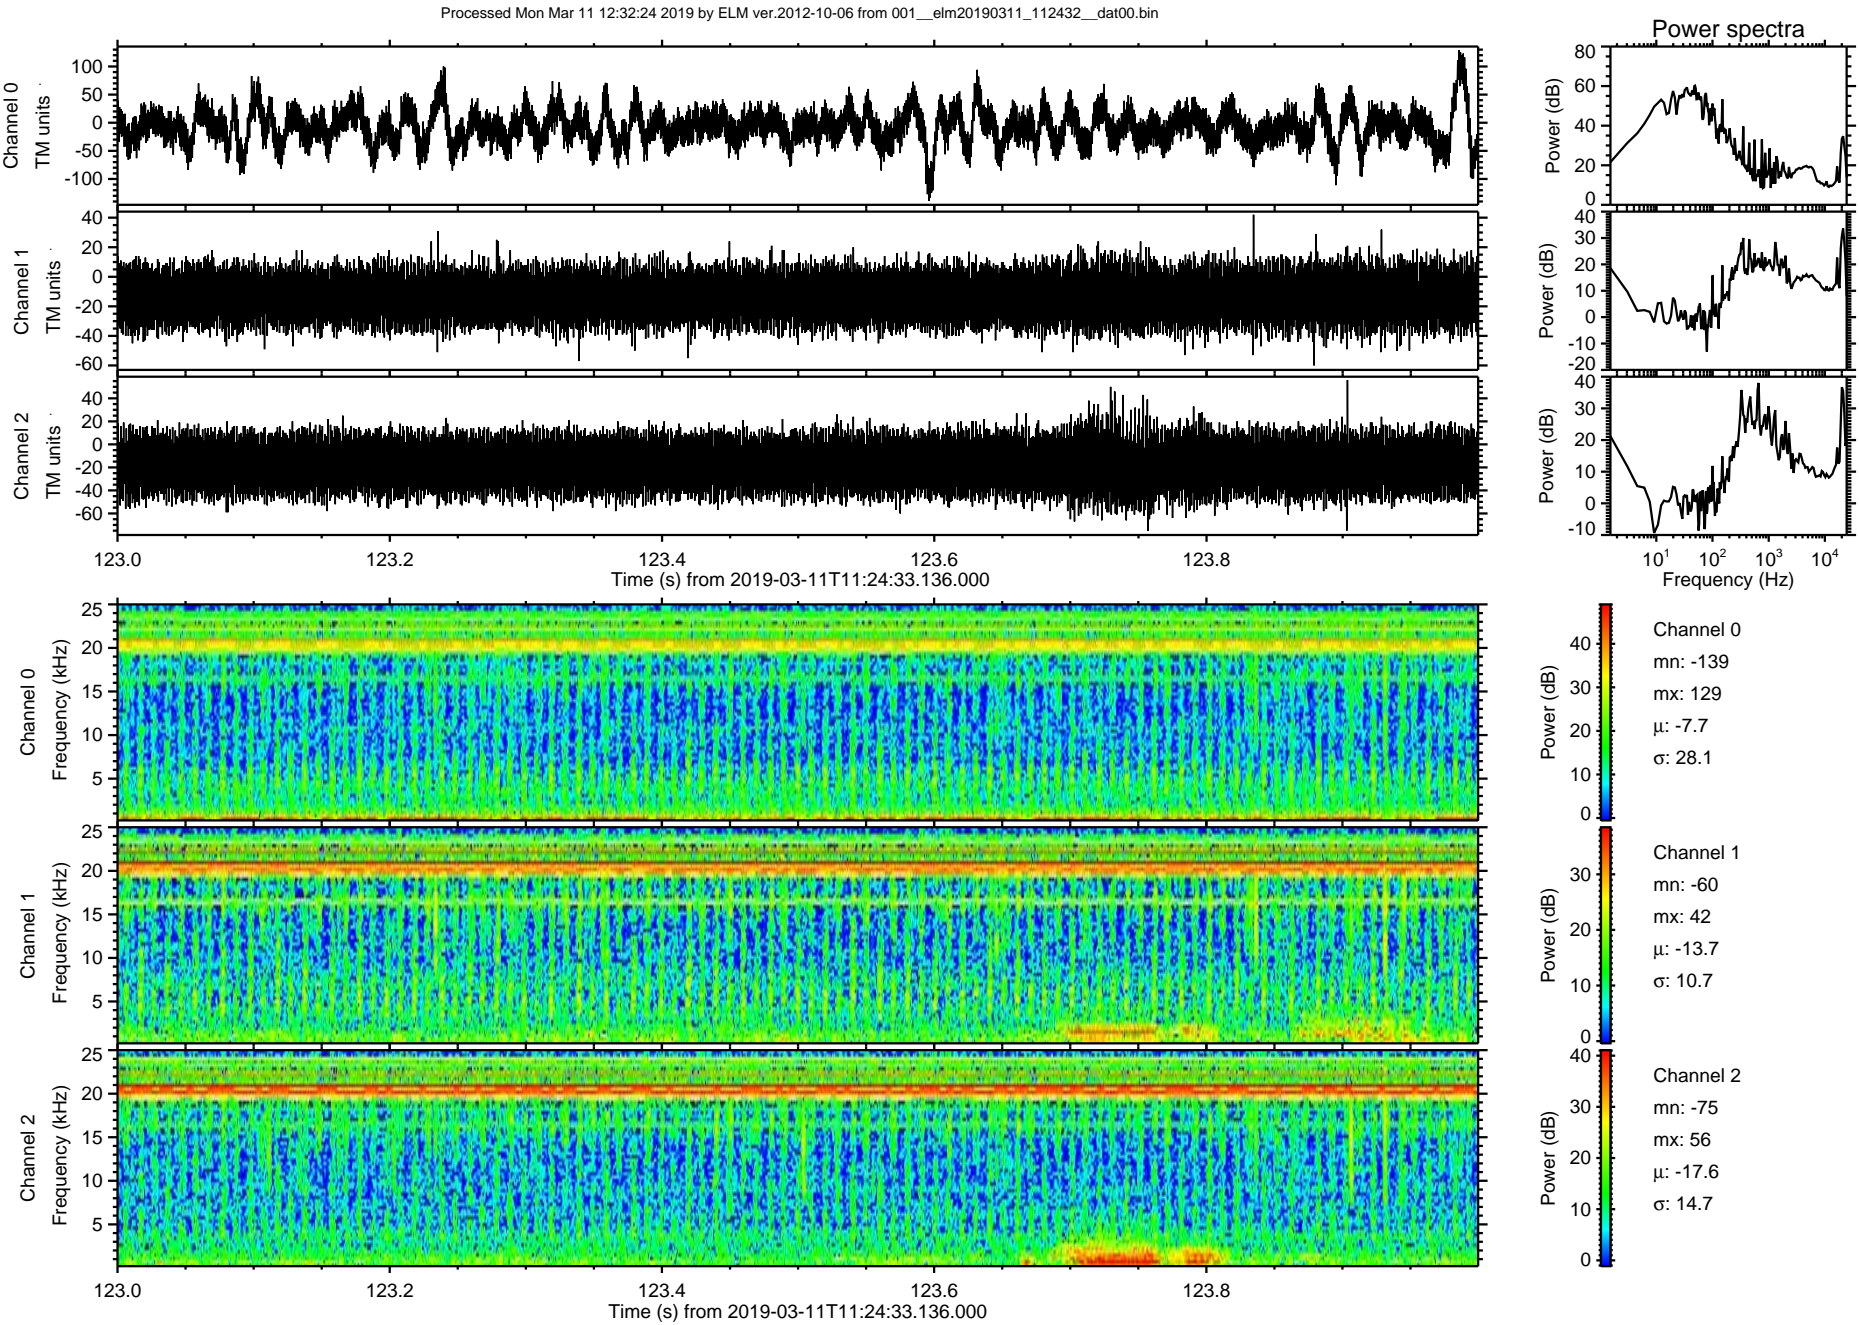 Processed Mon Mar 11 12:32:24 2019 by ELM ver.2012-10-06 from 001__elm20190311_112432__dat00.bin
Power spectra
Channel 0
TM units
100
50
0
-50
-100
Power (dB)
80
60
40
20
0
Channel 1
TM units
40
20
0
-20
-40
-60
Power (dB)
40
30
20
10
0
-10
-20
Channel 2
TM units
40
20
0
-20
-40
-60
Power (dB)
40
30
20
10
0
-10
123.0 123.2 123.4 123.6 123.8
Time (s) from 2019-03-11T11:24:33.136.000
10^1 10^2 10^3 10^4
Frequency (Hz)
Channel 0
Frequency (kHz)
25
20
15
10
5
Power (dB)
40
30
20
10
0
Channel 0
mn: -139
mx: 129
μ: -7.7
σ: 28.1
Channel 1
Frequency (kHz)
25
20
15
10
5
Power (dB)
30
20
10
0
Channel 1
mn: -60
mx: 42
μ: -13.7
σ: 10.7
Channel 2
Frequency (kHz)
25
20
15
10
5
Power (dB)
40
30
20
10
0
Channel 2
mn: -75
mx: 56
μ: -17.6
σ: 14.7
123.0 123.2 123.4 123.6 123.8
Time (s) from 2019-03-11T11:24:33.136.000